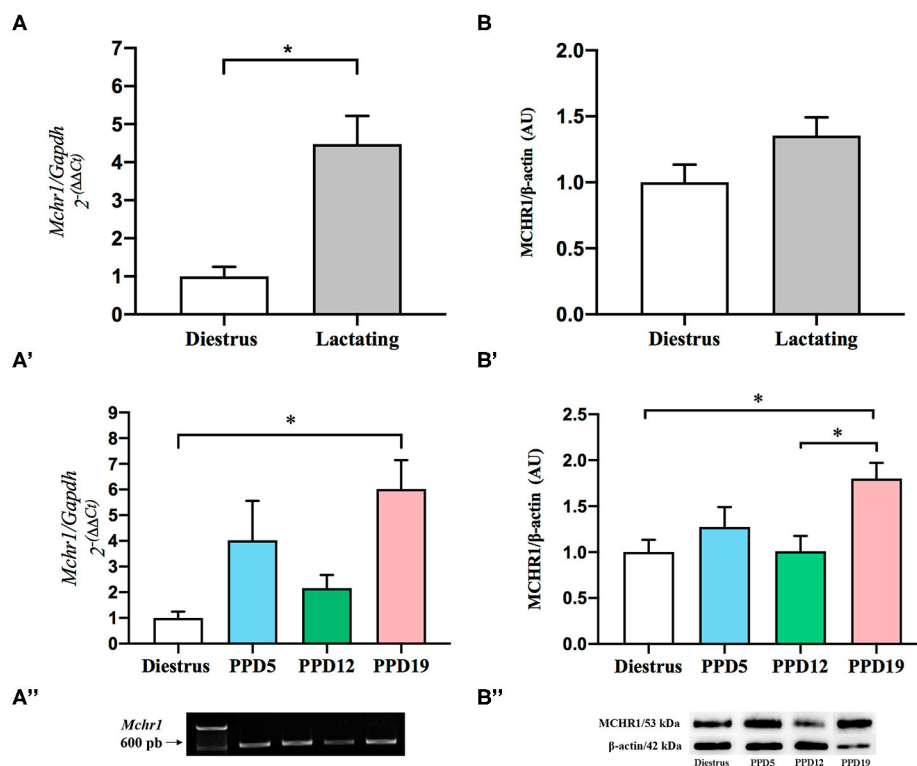 A
Mchr1/Gapdh
2-(ΔΔCt)
7
6
5
4
3
2
1
0
*
Diestrus Lactating
B
MCHR1/β-actin (AU)
2.0
1.5
1.0
0.5
0.0
Diestrus Lactating
A'
Mchr1/Gapdh
2-(ΔΔCt)
9
8
7
6
5
4
3
2
1
0
*
Diestrus PPD5 PPD12 PPD19
B'
MCHR1/β-actin (AU)
2.5
2.0
1.5
1.0
0.5
0.0
*
*
Diestrus PPD5 PPD12 PPD19
A''
Mchr1
600 pb →
B''
MCHR1/53 kDa
β-actin/42 kDa
Diestrus PPD5 PPD12 PPD19